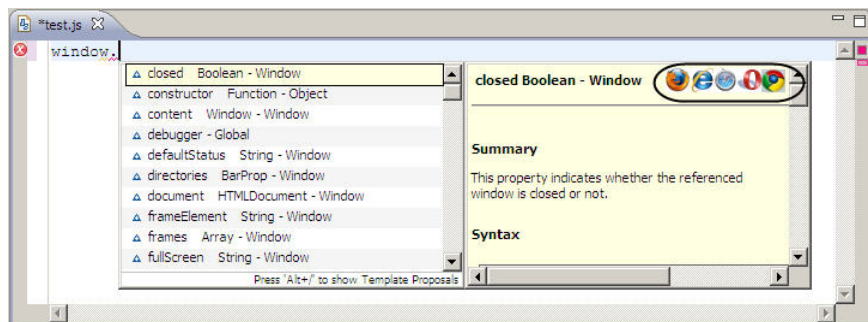 *test.js
window.
closed Boolean - Window
constructor Function - Object
content Window - Window
debugger - Global
defaultStatus String - Window
directories BarProp - Window
document HTMLDocument - Window
frameElement String - Window
frames Array - Window
fullScreen String - Window
Press 'Alt+/' to show Template Proposals
closed Boolean - Window
Summary
This property indicates whether the referenced
window is closed or not.
Syntax